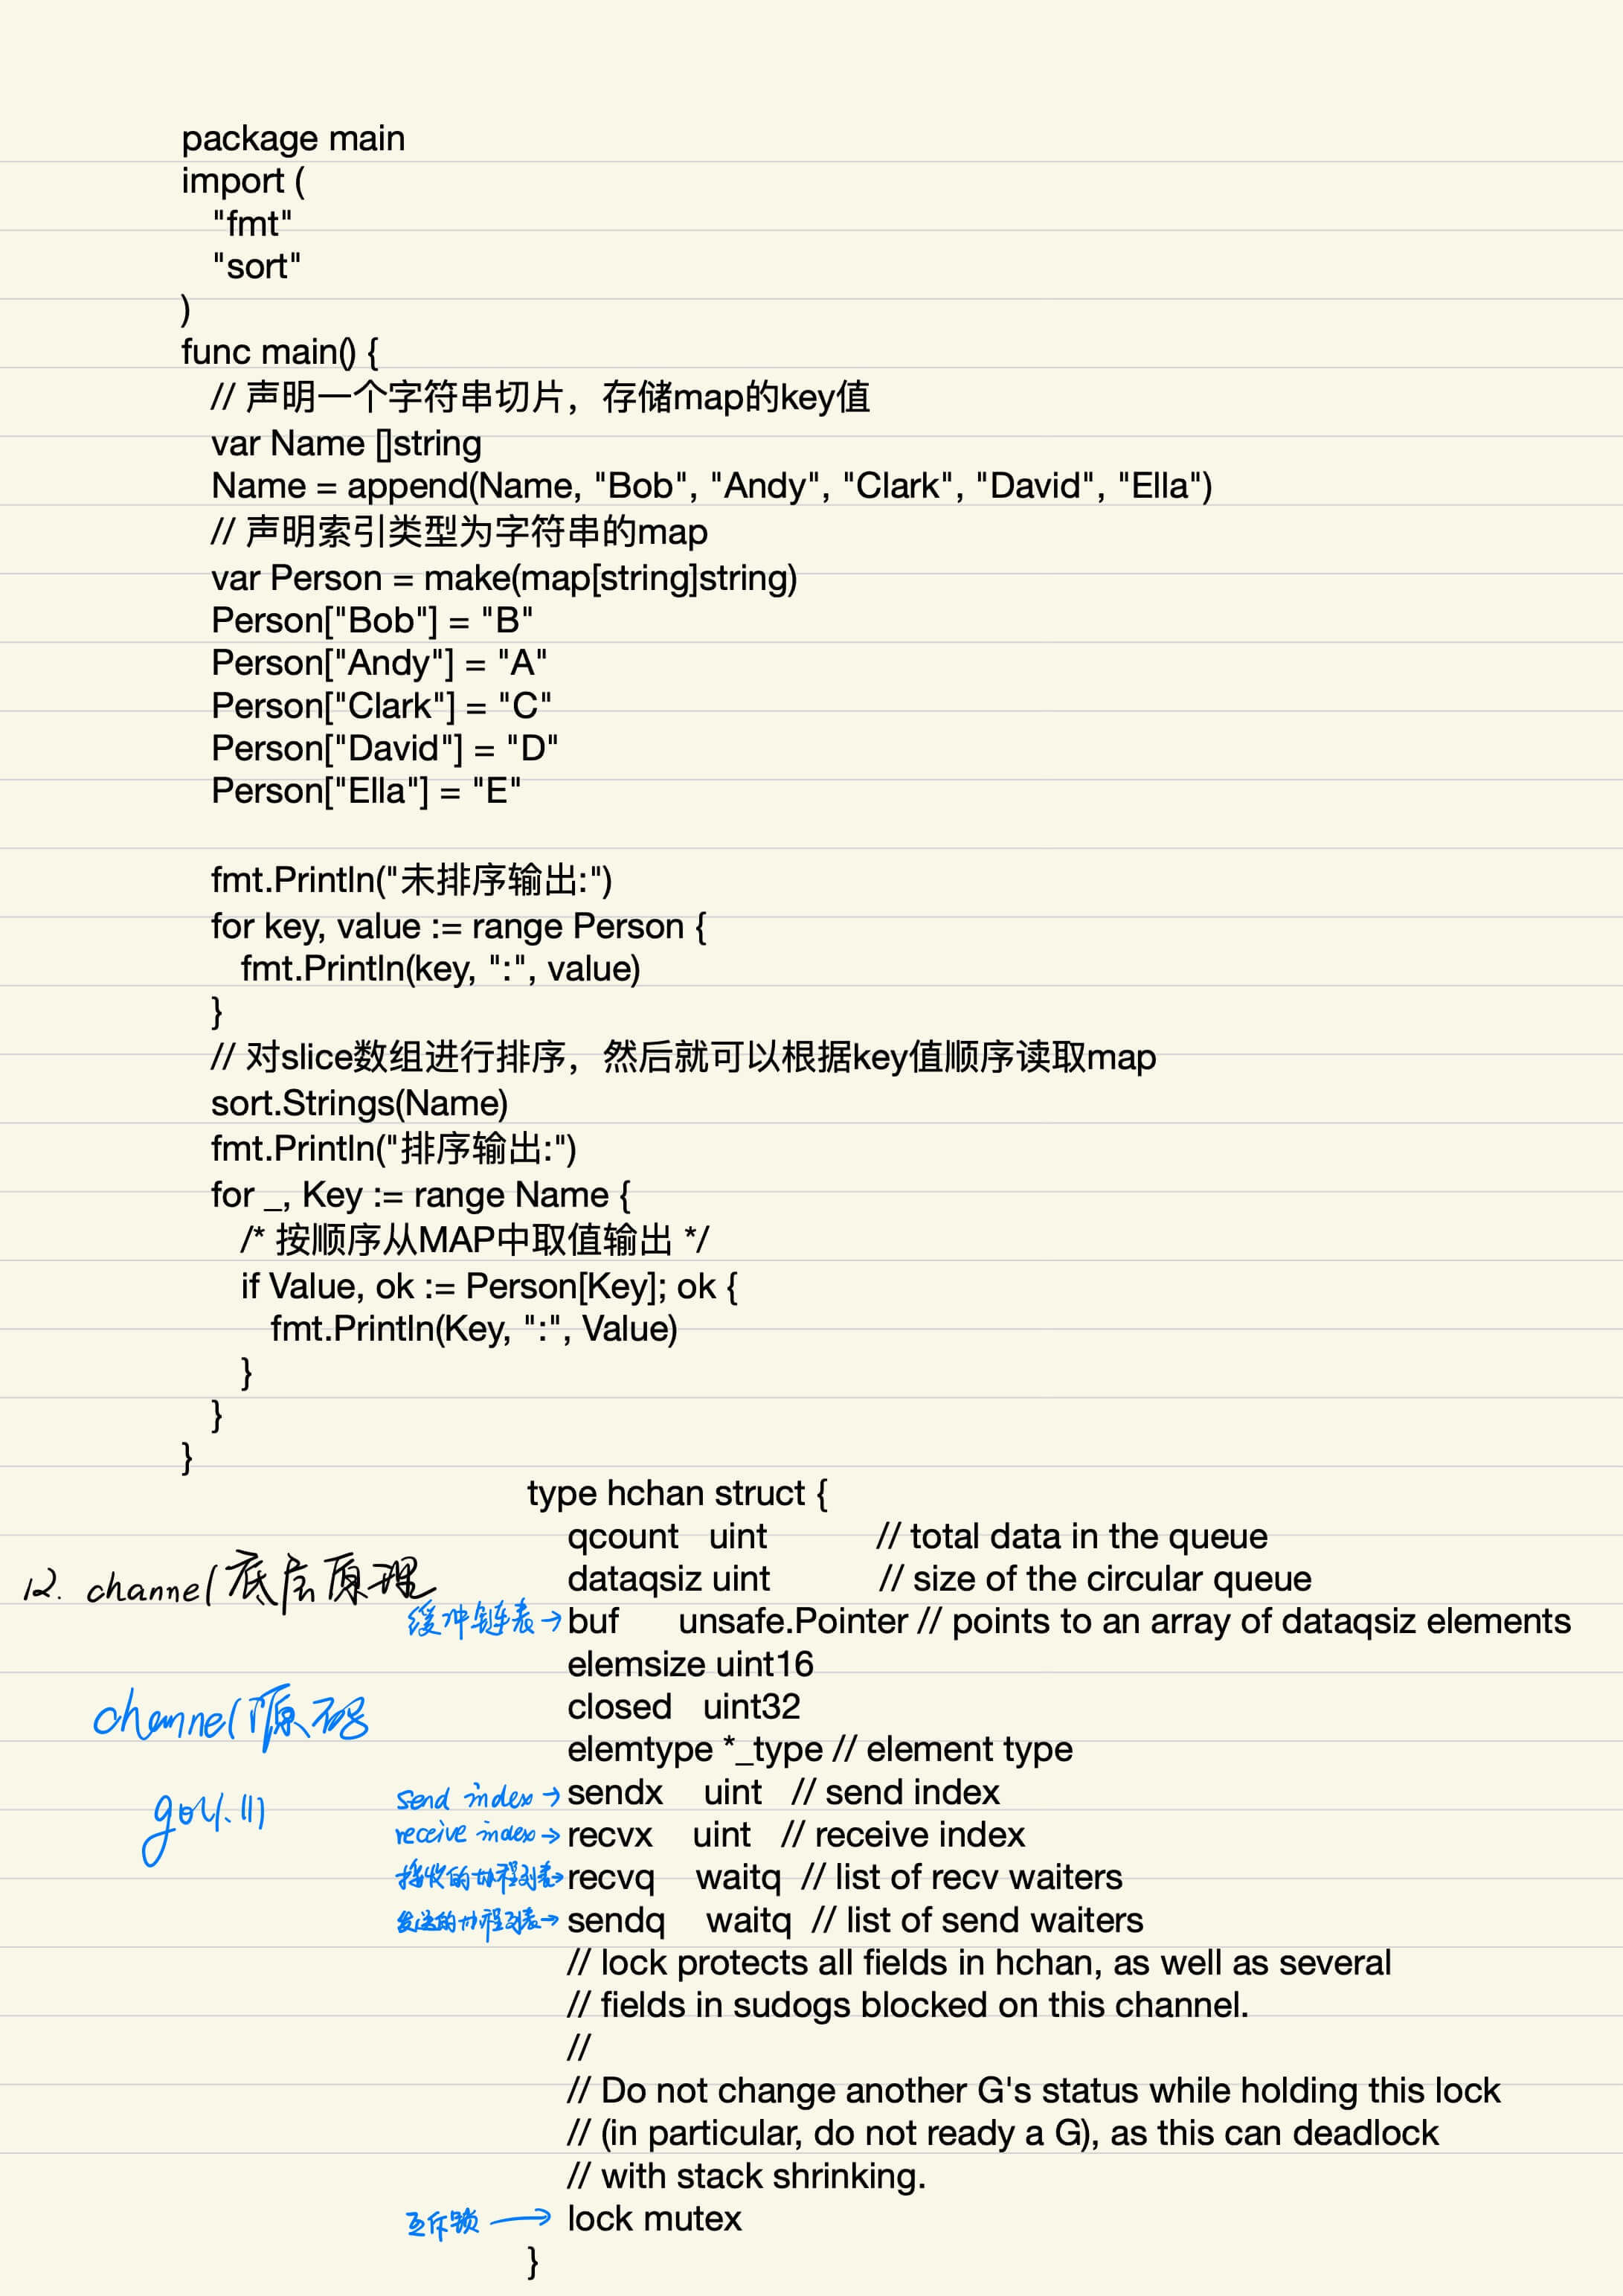 package main
import (
"fmt"
"sort"
)
func main() {
// 声明一个字符串切片，存储map的key值
var Name []string
Name = append(Name, "Bob", "Andy", "Clark", "David", "Ella")
// 声明索引类型为字符串的map
var Person = make(map[string]string)
Person["Bob"] = "B"
Person["Andy"] = "A"
Person["Clark"] = "C"
Person["David"] = "D"
Person["Ella"] = "E"
fmt.Println("未排序输出:")
for key, value := range Person {
fmt.Println(key, ":", value)
}
// 对slice数组进行排序，然后就可以根据key值顺序读取map
sort.Strings(Name)
fmt.Println("排序输出:")
for _, Key := range Name {
/* 按顺序从MAP中取值输出 */
if Value, ok := Person[Key]; ok {
fmt.Println(Key, ":", Value)
}
}
}
12. channel底层原理
channel源码
go1.11
type hchan struct {
qcount uint // total data in the queue
dataqsiz uint // size of the circular queue
缓冲链表→ buf unsafe.Pointer // points to an array of dataqsiz elements
elemsize uint16
closed uint32
elemtype *_type // element type
send index→ sendx uint // send index
receive index→ recvx uint // receive index
接收的协程列表→ recvq waitq // list of recv waiters
发送的协程列表→ sendq waitq // list of send waiters
// lock protects all fields in hchan, as well as several
// fields in sudogs blocked on this channel.
//
// Do not change another G's status while holding this lock
// (in particular, do not ready a G), as this can deadlock
// with stack shrinking.
互斥锁→ lock mutex
}